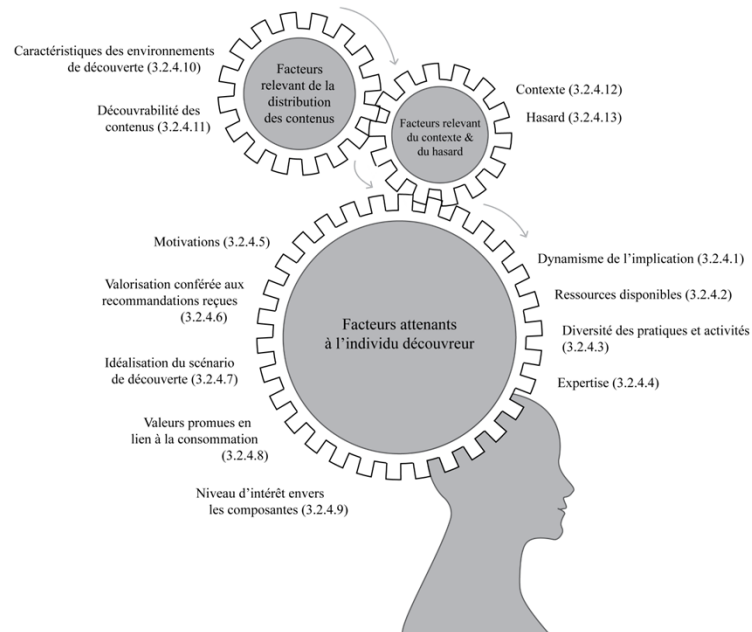 Caractéristiques des environnements
de découverte (3.2.4.10)
Découvrabilité des
contenus (3.2.4.11)
Facteurs
relevant de la
distribution
des contenus
Facteurs relevant
du contexte &
du hasard
Contexte (3.2.4.12)
Hasard (3.2.4.13)
Motivations (3.2.4.5)
Valorisation conférée aux
recommandations reçues
(3.2.4.6)
Idéalisation du scénario
de découverte (3.2.4.7)
Valeurs promues en
lien à la consommation
(3.2.4.8)
Niveau d’intérêt envers
les composantes (3.2.4.9)
Facteurs attenants
à l’individu découvreur
Dynamisme de l’implication (3.2.4.1)
Ressources disponibles (3.2.4.2)
Diversité des pratiques et activités
(3.2.4.3)
Expertise (3.2.4.4)